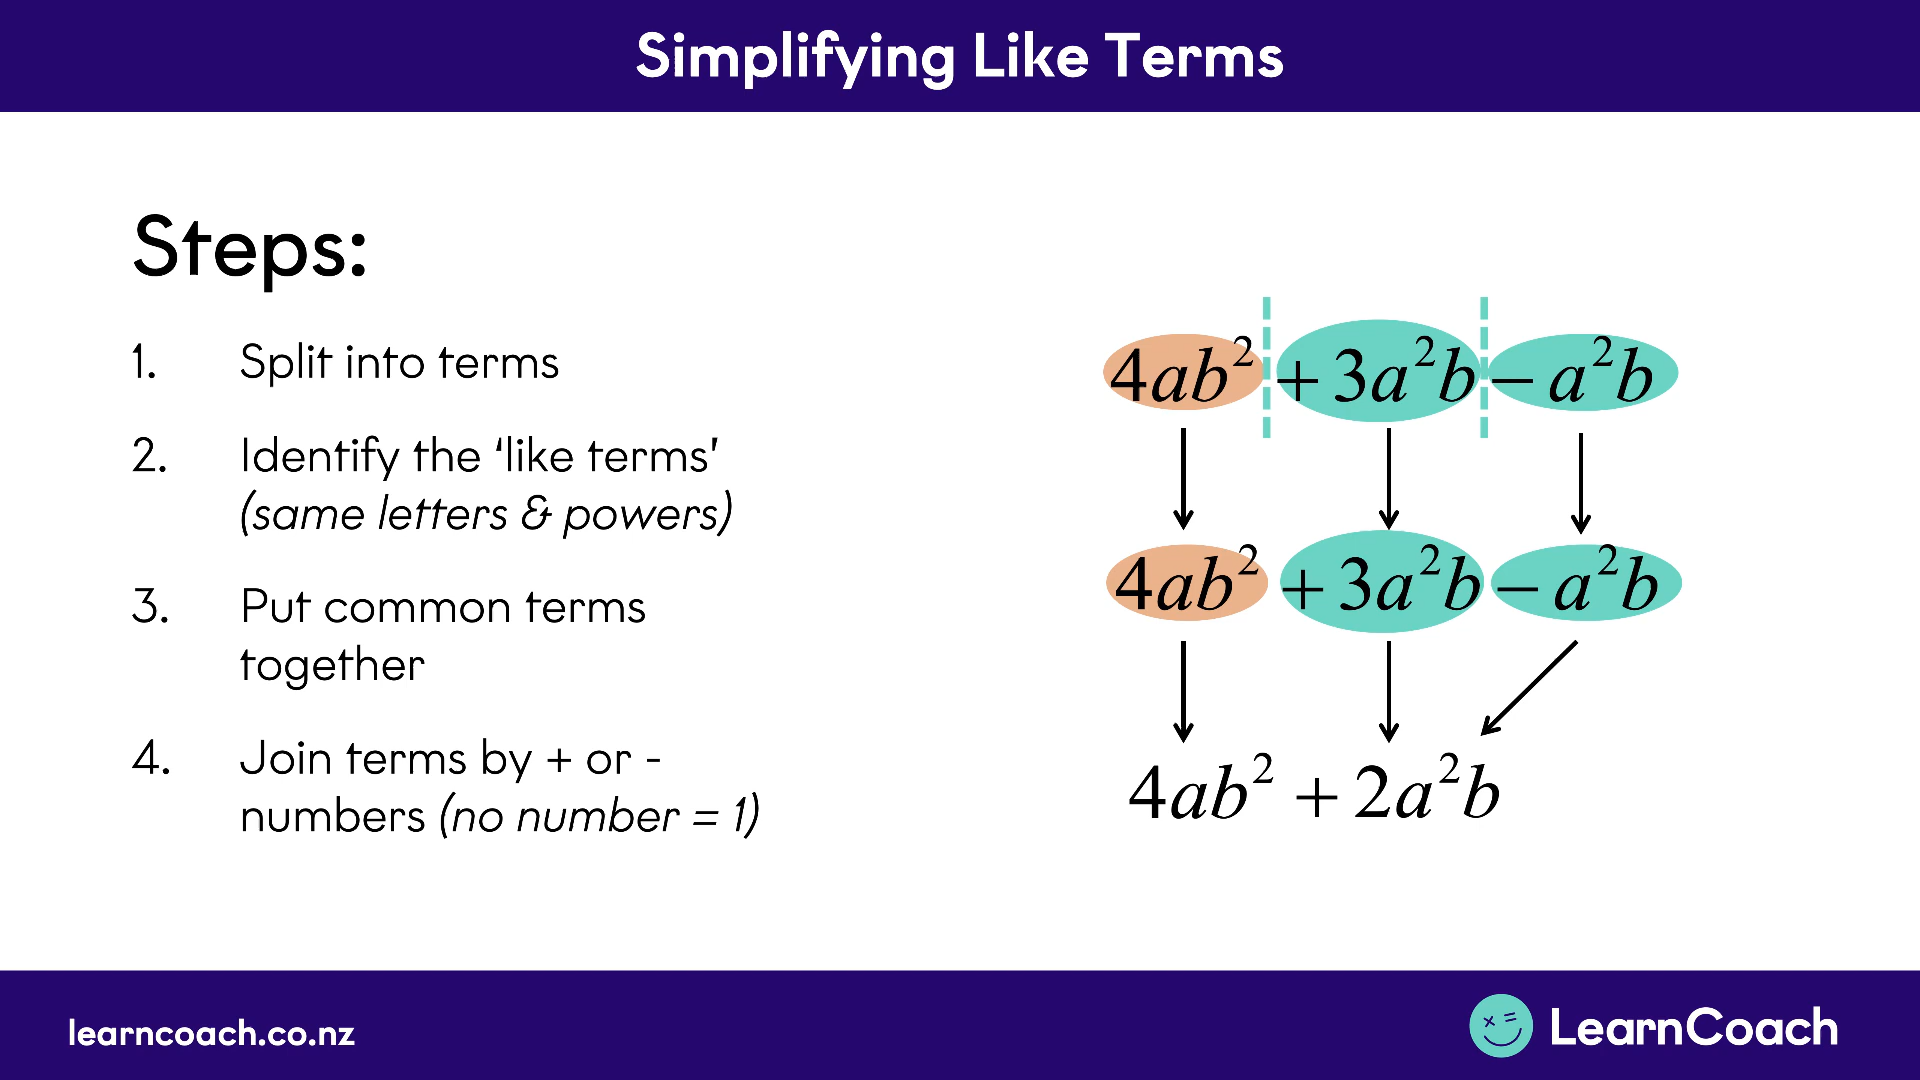 Simplifying Like Terms
Steps:
1. Split into terms
2. Identify the ‘like terms’
(same letters & powers)
3. Put common terms
together
4. Join terms by + or -
numbers (no number = 1)
4ab² + 3a²b − a²b
4ab² + 3a²b − a²b
4ab² + 2a²b
learncoach.co.nz
LearnCoach